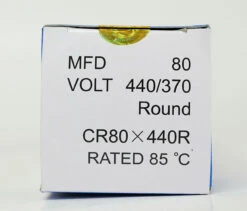 MFD 80
VOLT 440/370
Round
CR80×440R
RATED 85 ℃